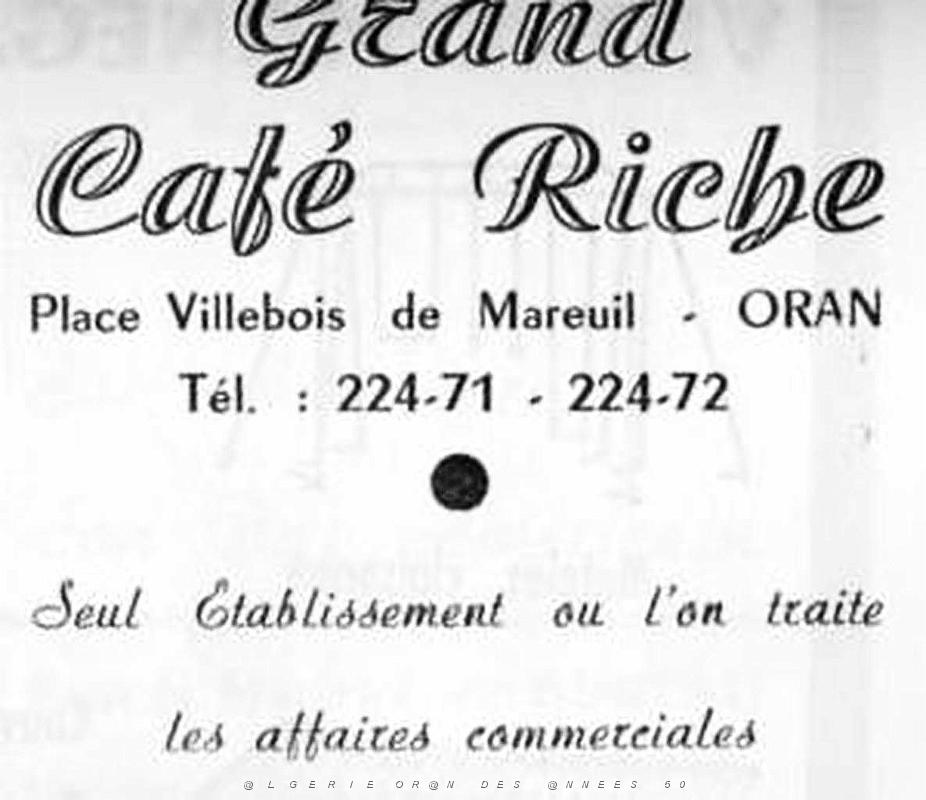 Grand
Café Riche
Place Villebois de Mareuil - ORAN
Tél. : 224-71 - 224-72
Seul Etablissement ou l'on traite
les affaires commerciales
@LGERIE OR@N DES @NNEES 50